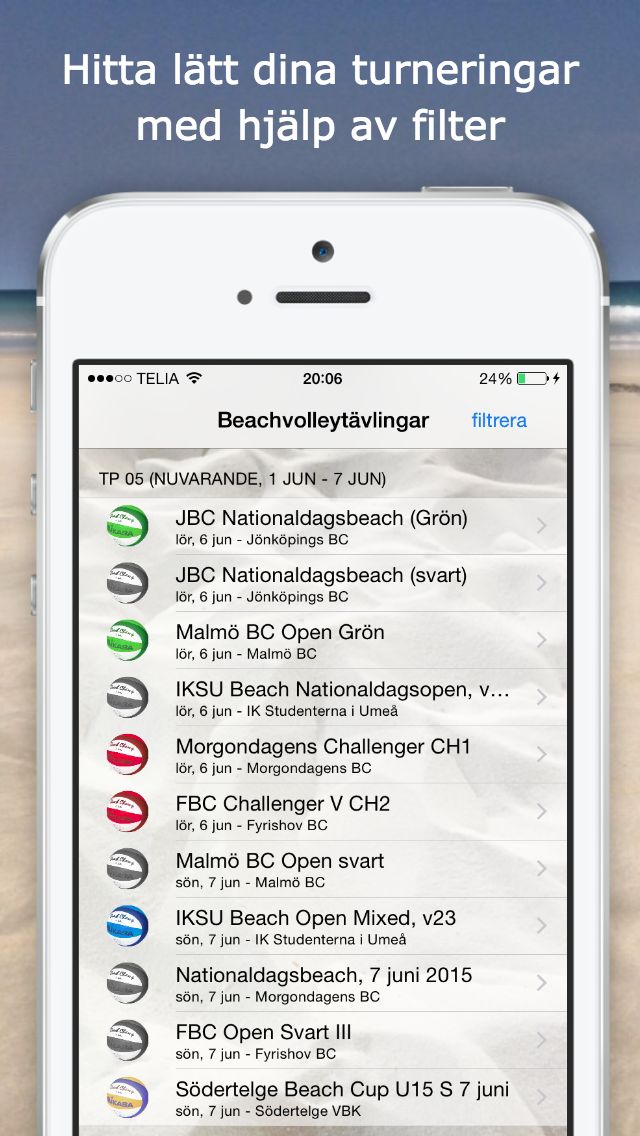 Hitta lätt dina turneringar
med hjälp av filter
TELIA 20:06 24%
Beachvolleytävlingar filtrera
TP 05 (NUVARANDE, 1 JUN - 7 JUN)
JBC Nationaldagsbeach (Grön)
lör, 6 jun - Jönköpings BC
JBC Nationaldagsbeach (svart)
lör, 6 jun - Jönköpings BC
Malmö BC Open Grön
lör, 6 jun - Malmö BC
IKSU Beach Nationaldagsopen, v...
lör, 6 jun - IK Studenterna i Umeå
Morgondagens Challenger CH1
lör, 6 jun - Morgondagens BC
FBC Challenger V CH2
lör, 6 jun - Fyrishov BC
Malmö BC Open svart
sön, 7 jun - Malmö BC
IKSU Beach Open Mixed, v23
sön, 7 jun - IK Studenterna i Umeå
Nationaldagsbeach, 7 juni 2015
sön, 7 jun - Morgondagens BC
FBC Open Svart III
sön, 7 jun - Fyrishov BC
Södertelge Beach Cup U15 S 7 juni
sön, 7 jun - Södertelge VBK